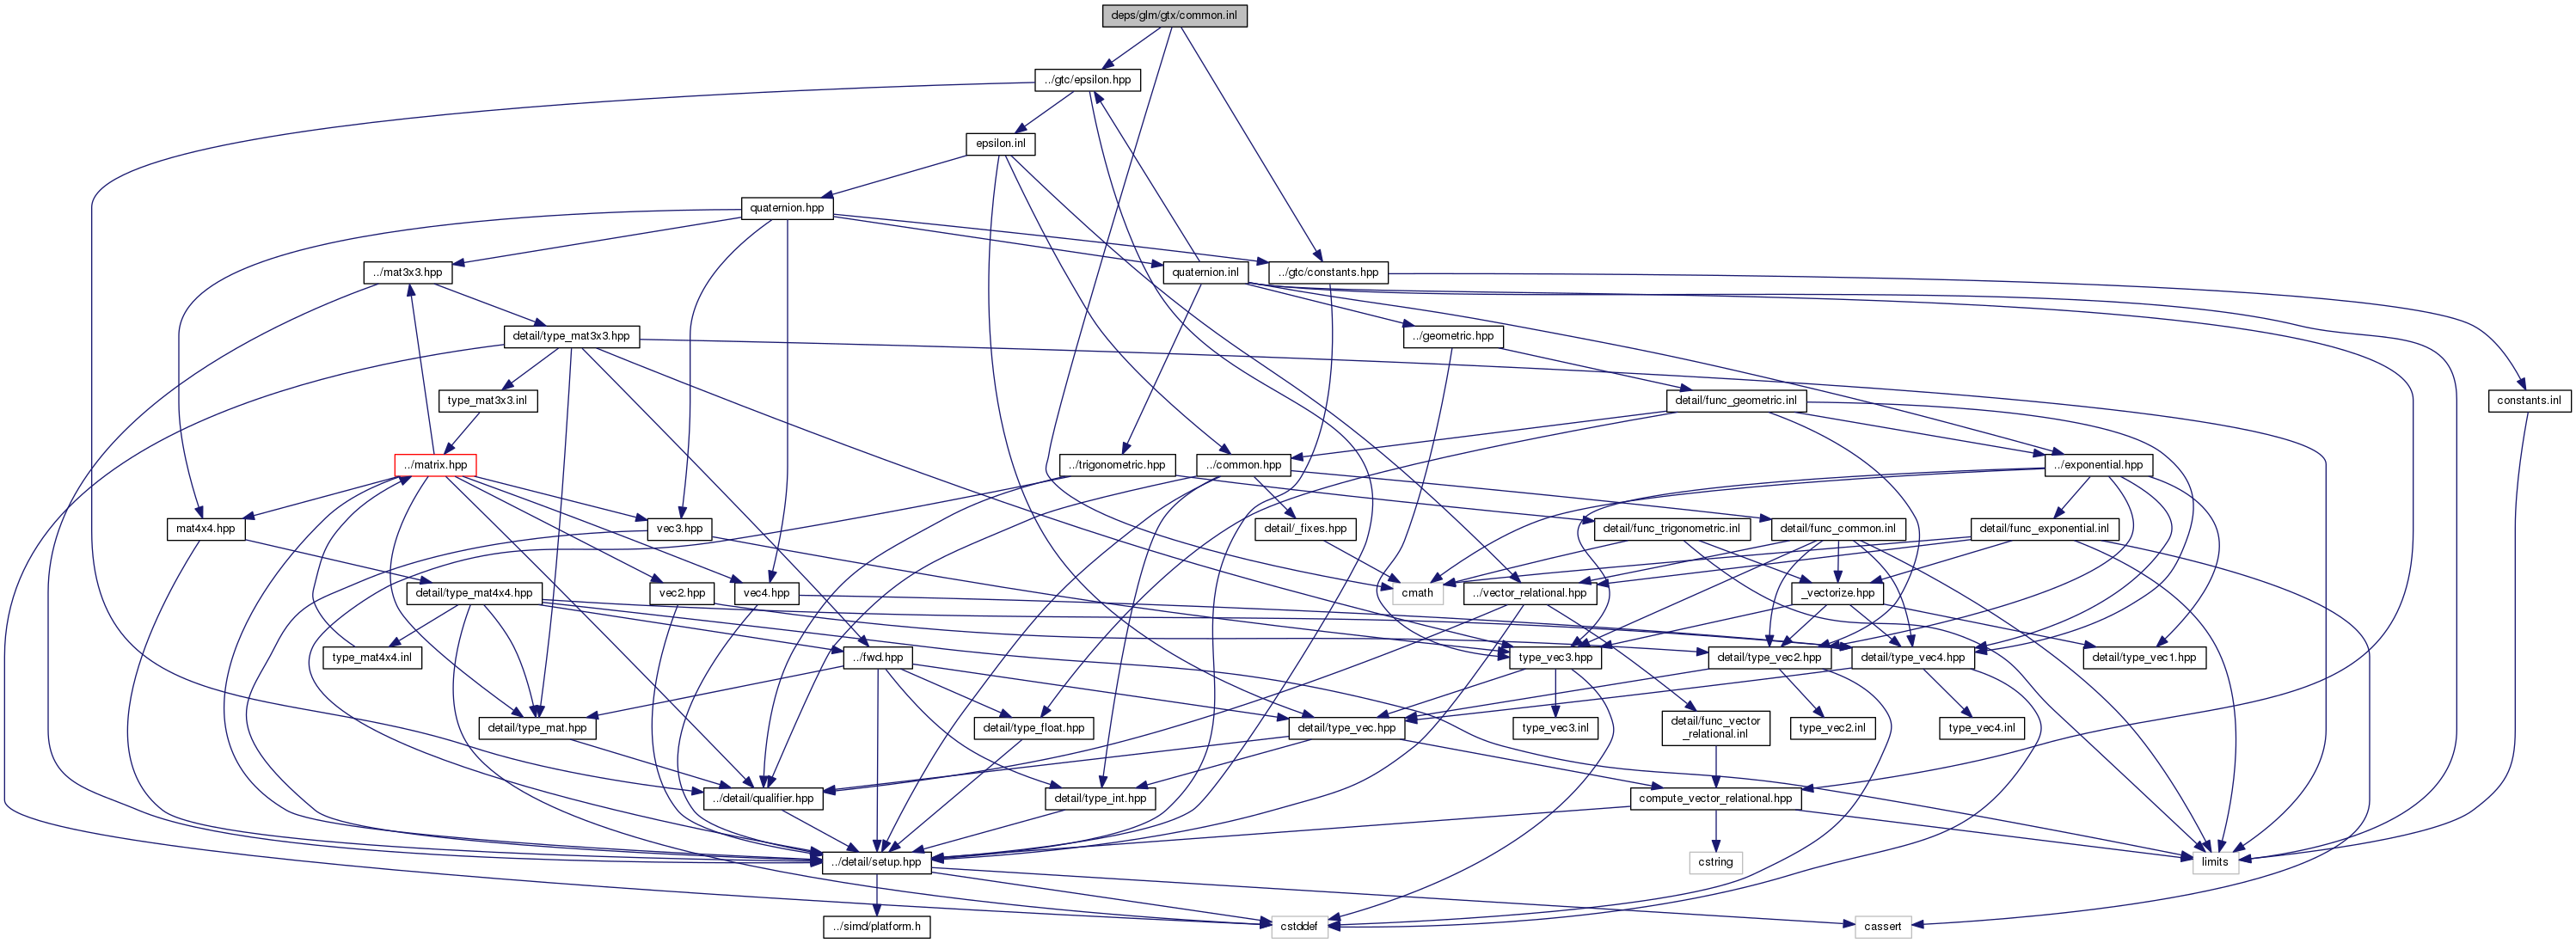 deps/glm/gtx/common.inl
../gtc/epsilon.hpp
epsilon.inl
quaternion.hpp
../mat3x3.hpp
quaternion.inl
../gtc/constants.hpp
detail/type_mat3x3.hpp
../geometric.hpp
type_mat3x3.inl
detail/func_geometric.inl
constants.inl
../matrix.hpp
../trigonometric.hpp
../common.hpp
../exponential.hpp
mat4x4.hpp
vec3.hpp
detail/_fixes.hpp
detail/func_trigonometric.inl
detail/func_common.inl
detail/func_exponential.inl
detail/type_mat4x4.hpp
vec2.hpp
vec4.hpp
cmath
../vector_relational.hpp
_vectorize.hpp
type_mat4x4.inl
../fwd.hpp
type_vec3.hpp
detail/type_vec2.hpp
detail/type_vec4.hpp
detail/type_vec1.hpp
detail/type_mat.hpp
detail/type_float.hpp
detail/type_vec.hpp
type_vec3.inl
detail/func_vector
_relational.inl
type_vec2.inl
type_vec4.inl
../detail/qualifier.hpp
detail/type_int.hpp
compute_vector_relational.hpp
../detail/setup.hpp
cstring
limits
../simd/platform.h
cstddef
cassert